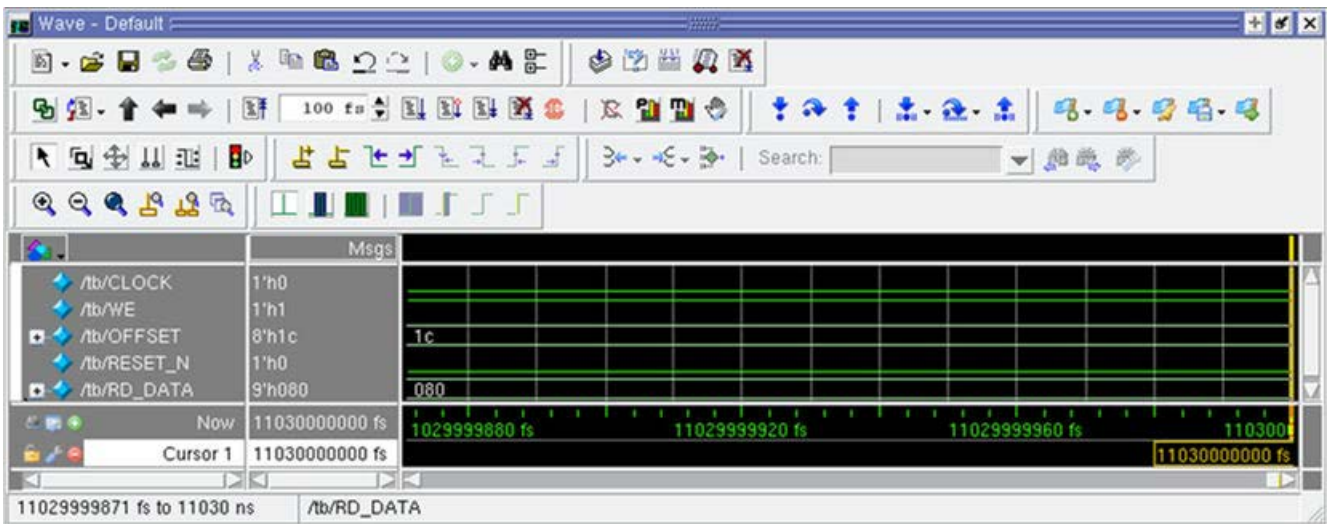 Wave - Default
100 fs
Search:
Msgs
/tb/CLOCK 1'h0
/tb/WE 1'h1
/tb/OFFSET 8'h1c 1c
/tb/RESET_N 1'h0
/tb/RD_DATA 9'h080 080
Now 11030000000 fs 1029999880 fs 11029999920 fs 11029999960 fs 110300
Cursor 1 11030000000 fs 11030000000 fs
11029999871 fs to 11030 ns /tb/RD_DATA